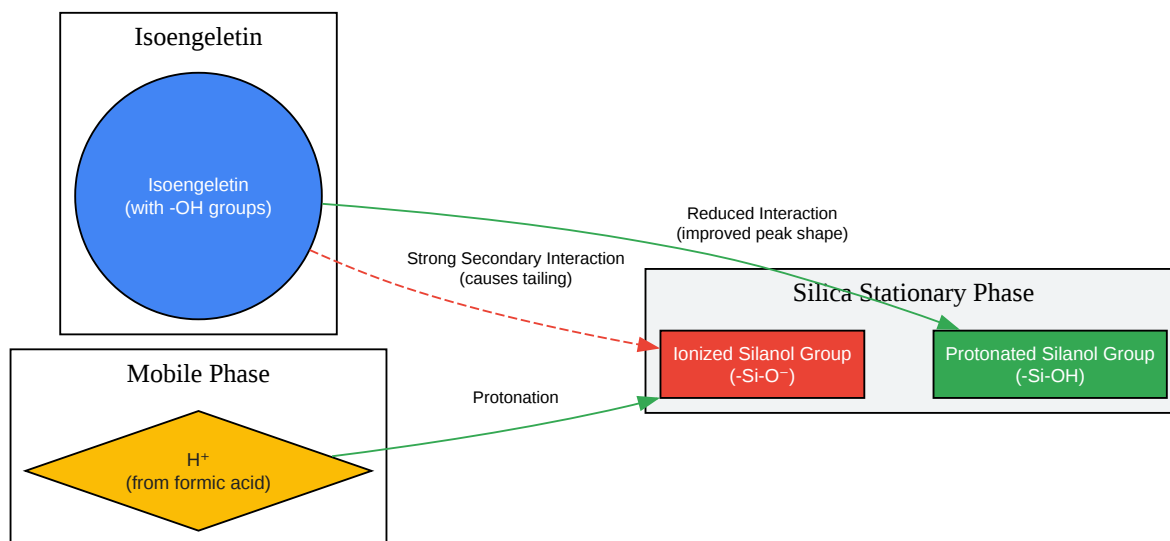 Isoengeletin
Isoengeletin
(with -OH groups)
Reduced Interaction
(improved peak shape)
Strong Secondary Interaction
(causes tailing)
Silica Stationary Phase
Ionized Silanol Group
(-Si-O⁻)
Protonated Silanol Group
(-Si-OH)
Mobile Phase
Protonation
H⁺
(from formic acid)